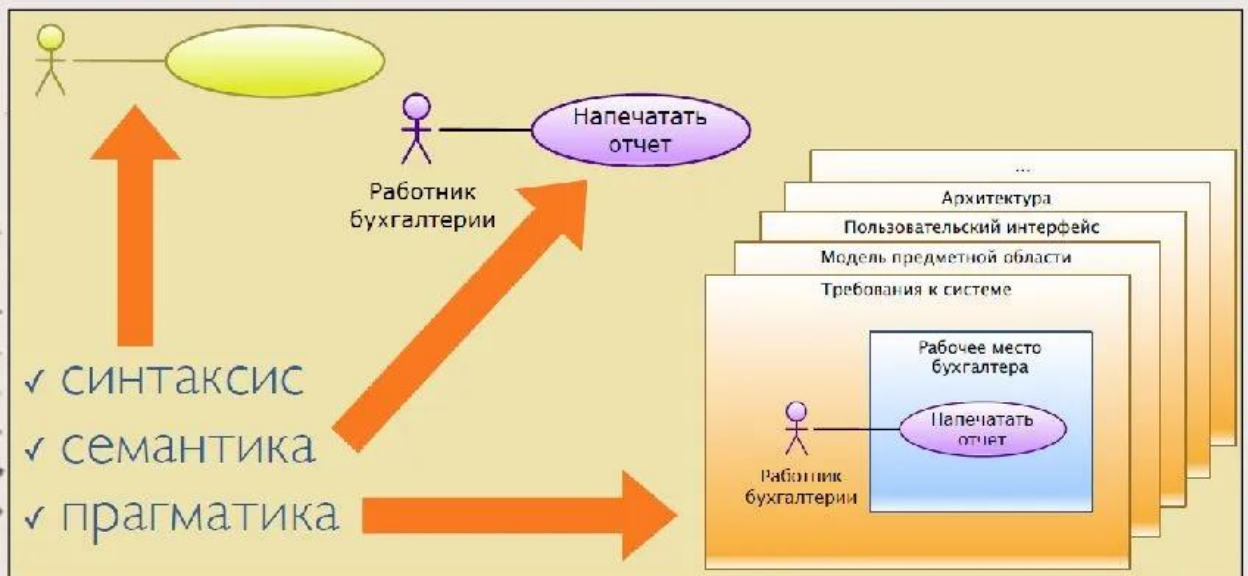 Напечатать
отчет
Работник
бухгалтерии
✓ синтаксис
✓ семантика
✓ прагматика
...
Архитектура
Пользовательский интерфейс
Модель предметной области
Требования к системе
Рабочее место
бухгалтера
Напечатать
отчет
Работник
бухгалтерии